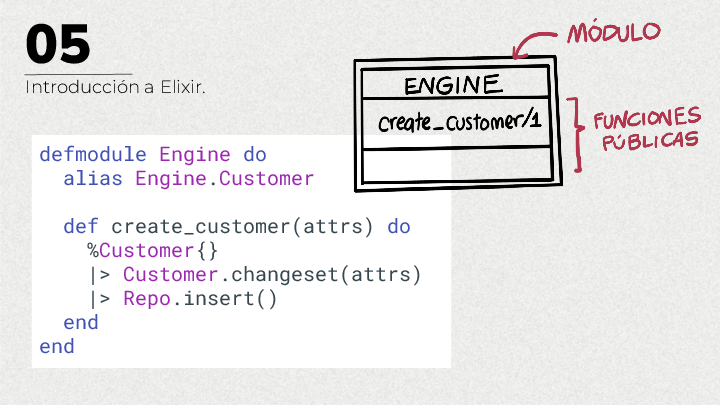 05
Introducción a Elixir.
MÓDULO
ENGINE
create_customer/1
FUNCIONES
PÚBLICAS
defmodule Engine do
  alias Engine.Customer

  def create_customer(attrs) do
    %Customer{}
    |> Customer.changeset(attrs)
    |> Repo.insert()
  end
end